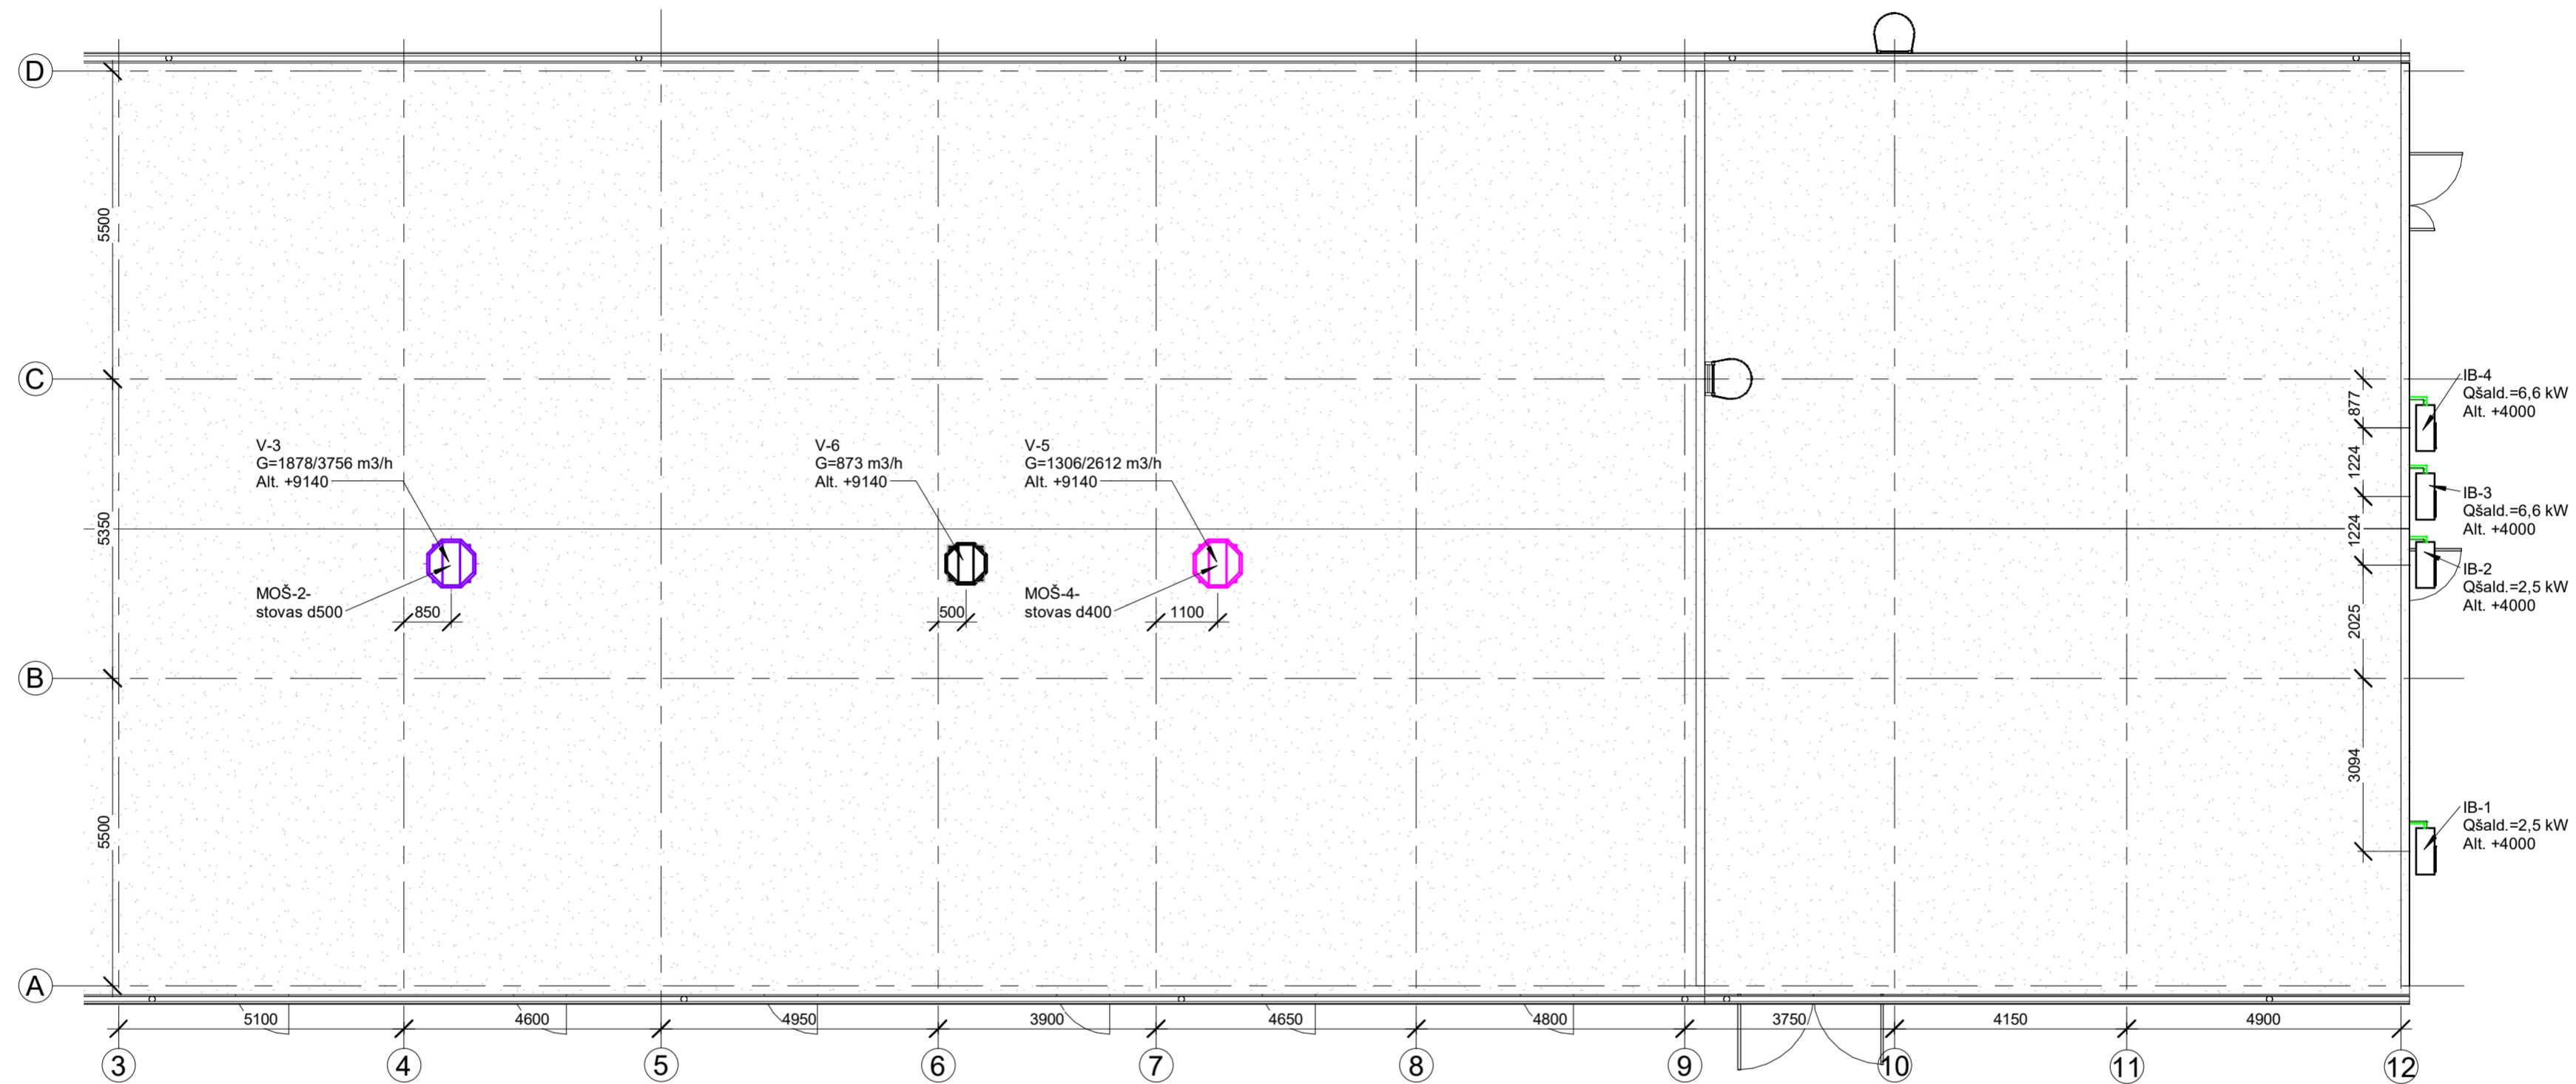 D
5500
C
IB-4
Qšald.=6,6 kW
Alt. +4000
877
V-3
G=1878/3756 m3/h
Alt. +9140
V-6
G=873 m3/h
Alt. +9140
V-5
G=1306/2612 m3/h
Alt. +9140
1224
IB-3
Qšald.=6,6 kW
Alt. +4000
5350
1224
IB-2
Qšald.=2,5 kW
Alt. +4000
MOŠ-2-
stovas d500
850
500
MOŠ-4-
stovas d400
1100
2025
B
3094
IB-1
Qšald.=2,5 kW
Alt. +4000
5500
A
5100
4600
4950
3900
4650
4800
3750
4150
4900
3
4
5
6
7
8
9
10
11
12